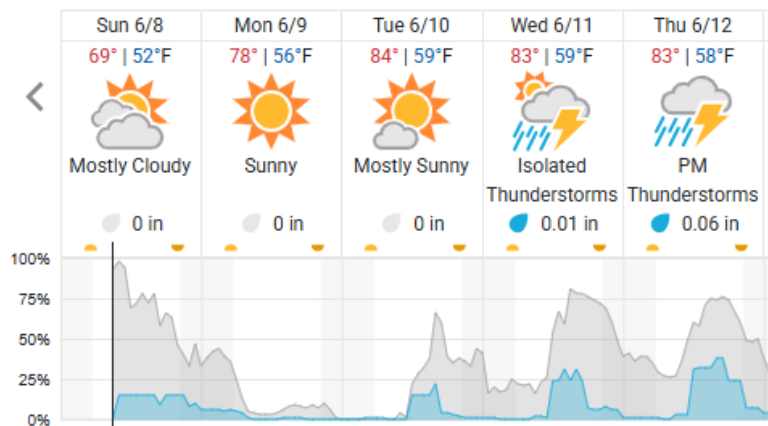 Sun 6/8 Mon 6/9 Tue 6/10 Wed 6/11 Thu 6/12
69° | 52°F 78° | 56°F 84° | 59°F 83° | 59°F 83° | 58°F
Mostly Cloudy Sunny Mostly Sunny Isolated PM
Thunderstorms Thunderstorms
0 in 0 in 0 in 0.01 in 0.06 in
100%
75%
50%
25%
0%